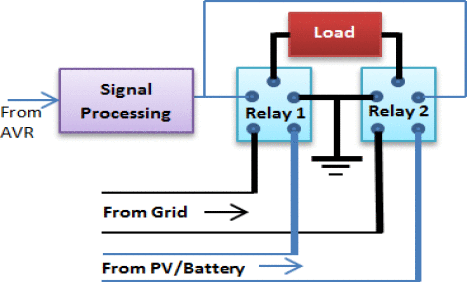 Load
Signal
Processing
From
AVR
Relay 1
Relay 2
From Grid
From PV/Battery